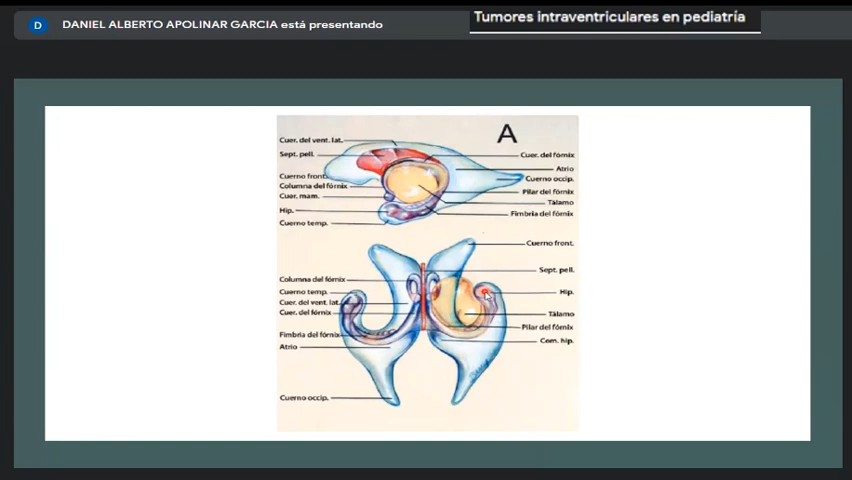 D DANIEL ALBERTO APOLINAR GARCIA está presentando
Tumores intraventriculares en pediatría
A
Cuer. del vent. lat.
Sept. pell.
Cuerno front.
Columna del fórnix
Cuer. mam.
Hip.
Cuerno temp.
Cuer. del fórnix
Atrio
Cuerno occip.
Pilar del fórnix
Tálamo
Fimbria del fórnix
Columna del fórnix
Cuerno temp.
Cuer. del vent. lat.
Cuer. del fórnix
Fimbria del fórnix
Atrio
Cuerno occip.
Cuerno front.
Sept. pell.
Hip.
Tálamo
Pilar del fórnix
Com. hip.